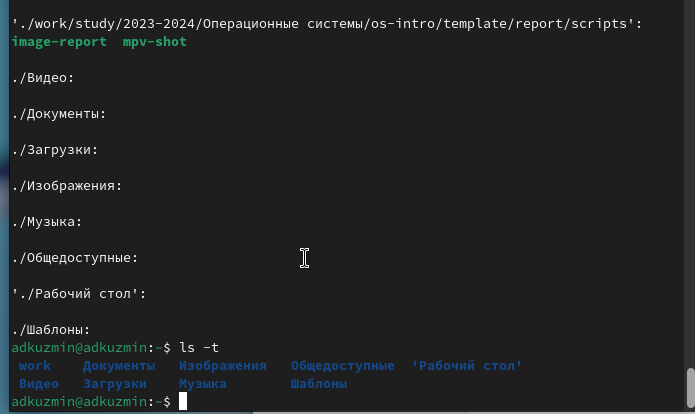 './work/study/2023-2024/Операционные системы/os-intro/template/report/scripts':
image-report  mpv-shot
./Видео:
./Документы:
./Загрузки:
./Изображения:
./Музыка:
./Общедоступные:
'./Рабочий стол':
./Шаблоны:
adkuzmin@adkuzmin:~$ ls -t
work    Документы   Изображения   Общедоступные  'Рабочий стол'
Видео   Загрузки    Музыка        Шаблоны
adkuzmin@adkuzmin:~$